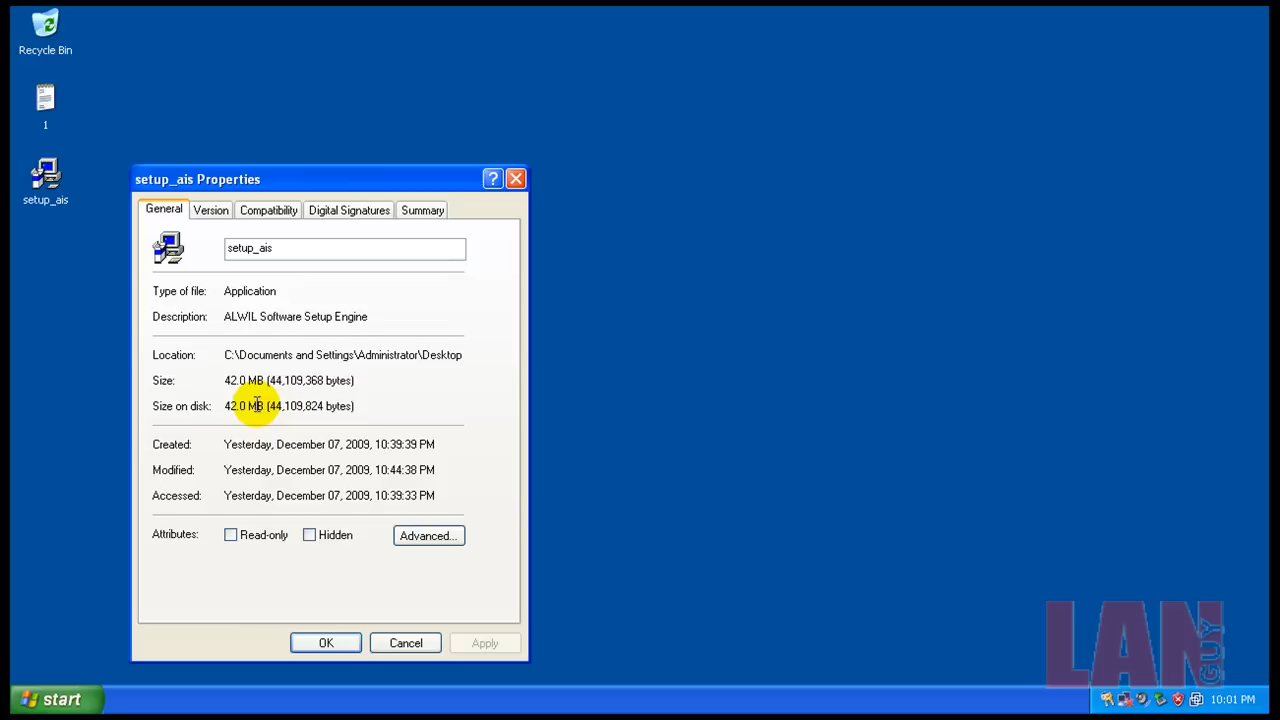 Recycle Bin
1
setup_ais
setup_ais Properties
General Version Compatibility Digital Signatures Summary
setup_ais
Type of file: Application
Description: ALWIL Software Setup Engine
Location: C:\Documents and Settings\Administrator\Desktop
Size: 42.0 MB (44,109,368 bytes)
Size on disk: 42.0 MB (44,109,824 bytes)
Created: Yesterday, December 07, 2009, 10:39:39 PM
Modified: Yesterday, December 07, 2009, 10:44:38 PM
Accessed: Yesterday, December 07, 2009, 10:39:33 PM
Attributes: Read-only Hidden Advanced...
OK Cancel Apply
LAN GUY
start 10:01 PM